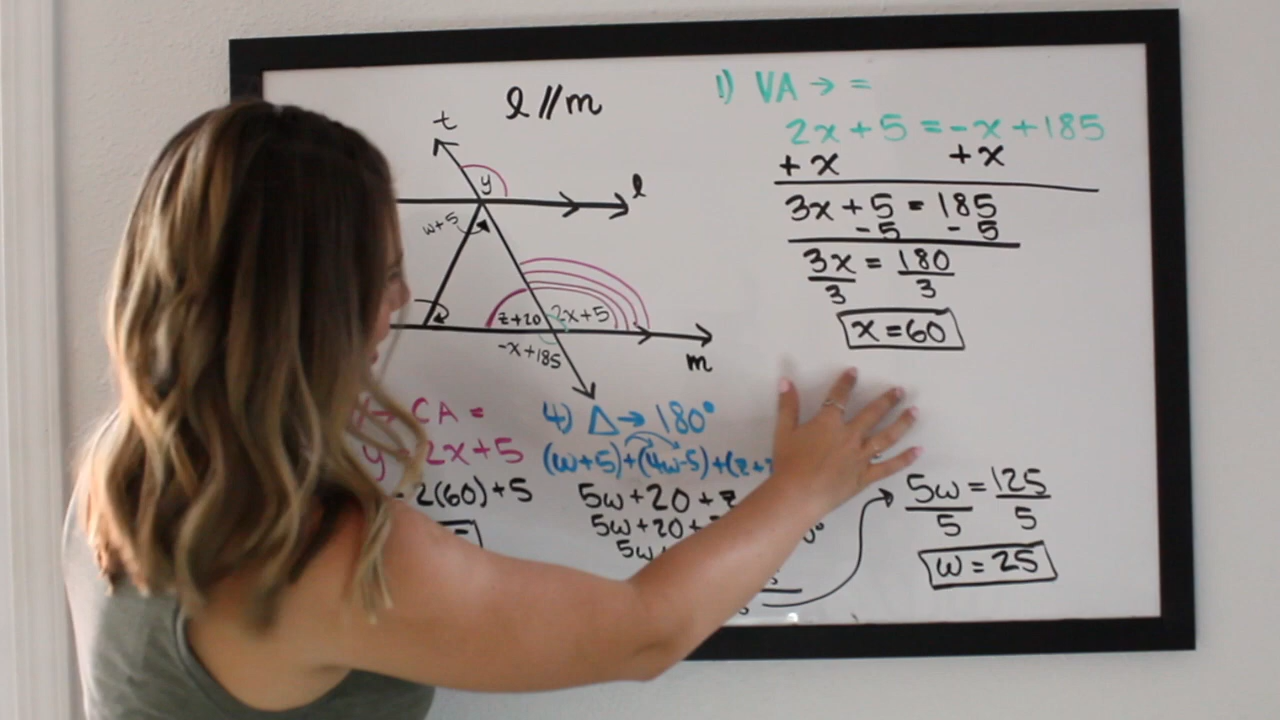 l // m
t
y
l
w+5
z+20
2x+5
-x+185
m
1) VA → =
2x + 5 = -x + 185
+ x + x
3x + 5 = 185
- 5 - 5
3x = 180
3 3
x = 60
CA =
y 2x+5
2(60)+5
4) Δ → 180°
(w+5)+(4w-5)+(z+
5w+20+z
5w+20+
5w
5w = 125
5 5
w = 25